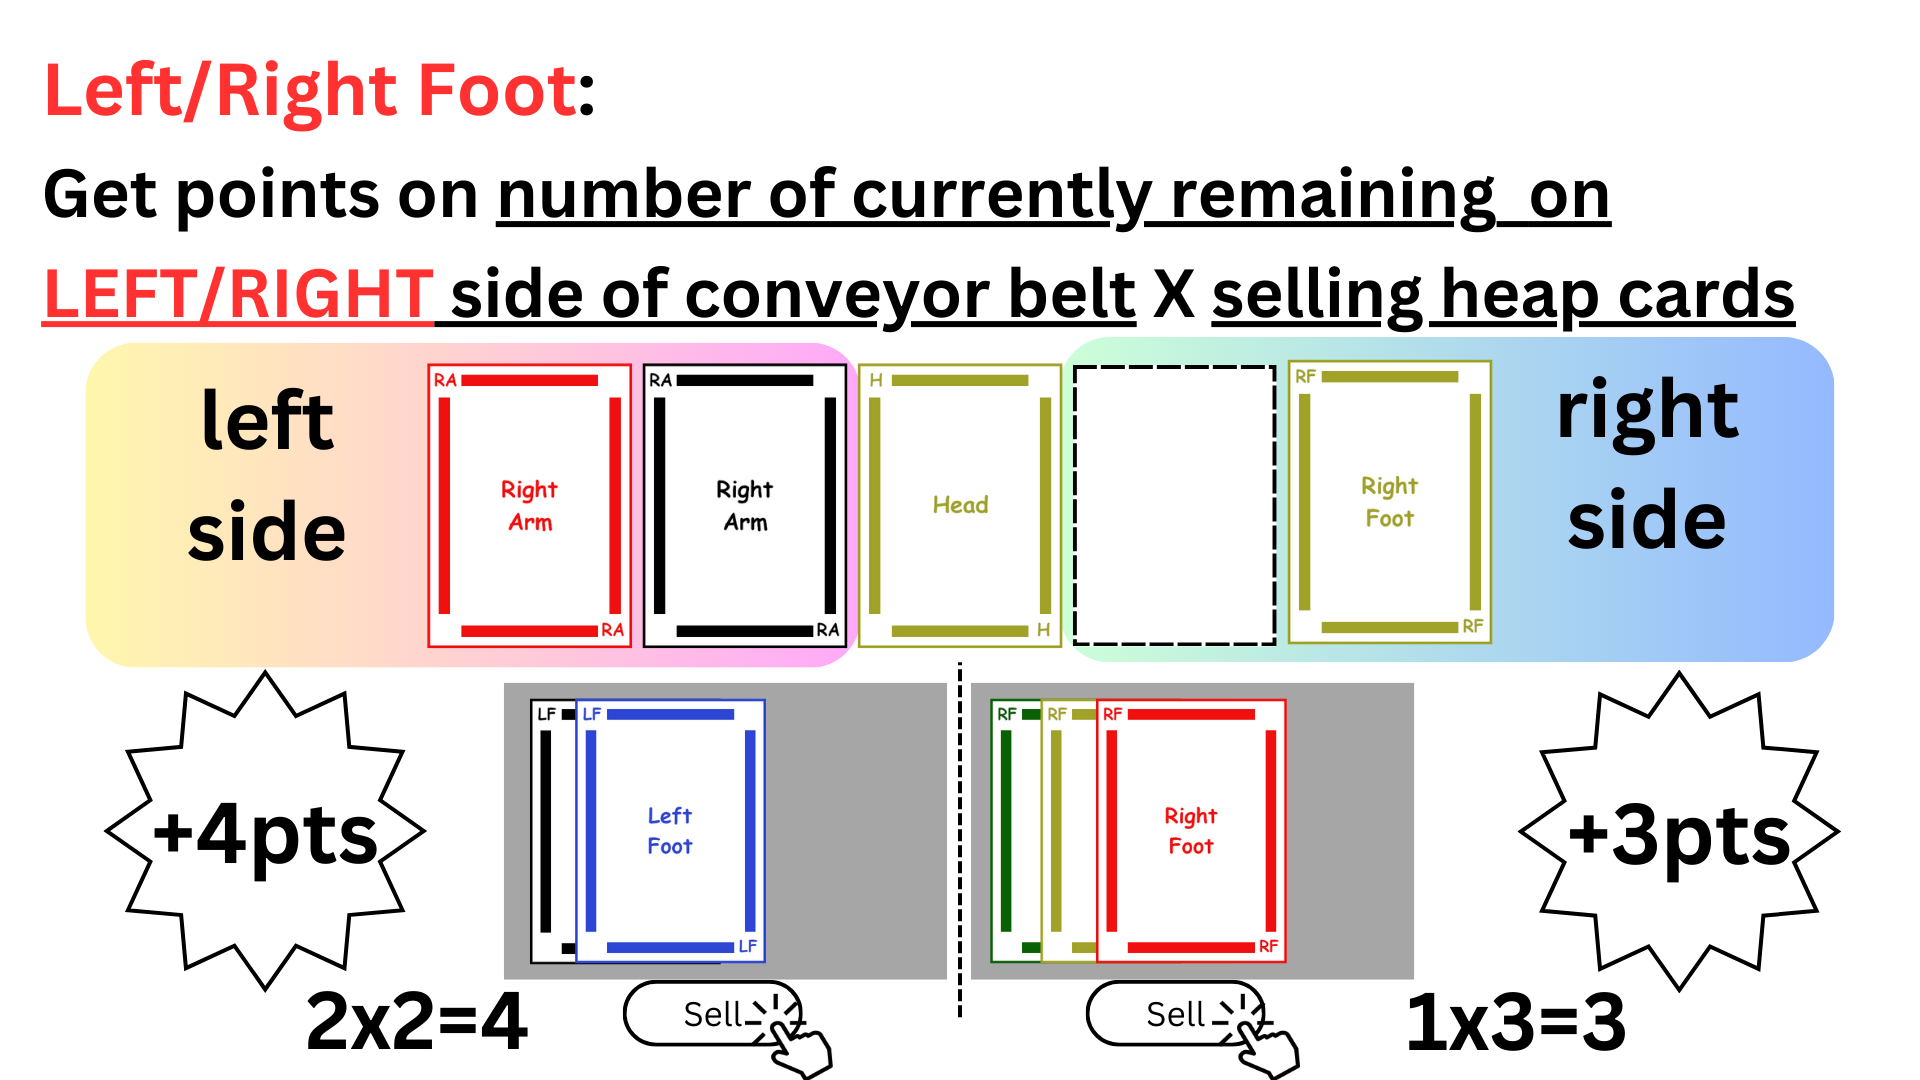 Left/Right Foot:
Get points on number of currently remaining on
LEFT/RIGHT side of conveyor belt X selling heap cards
left
side
RA
Right
Arm
RA
RA
Right
Arm
RA
H
Head
H
RF
Right
Foot
RF
right
side
+4pts
LF
LF
Left
Foot
LF
RF
RF
RF
Right
Foot
RF
+3pts
2x2=4
Sell
Sell
1x3=3